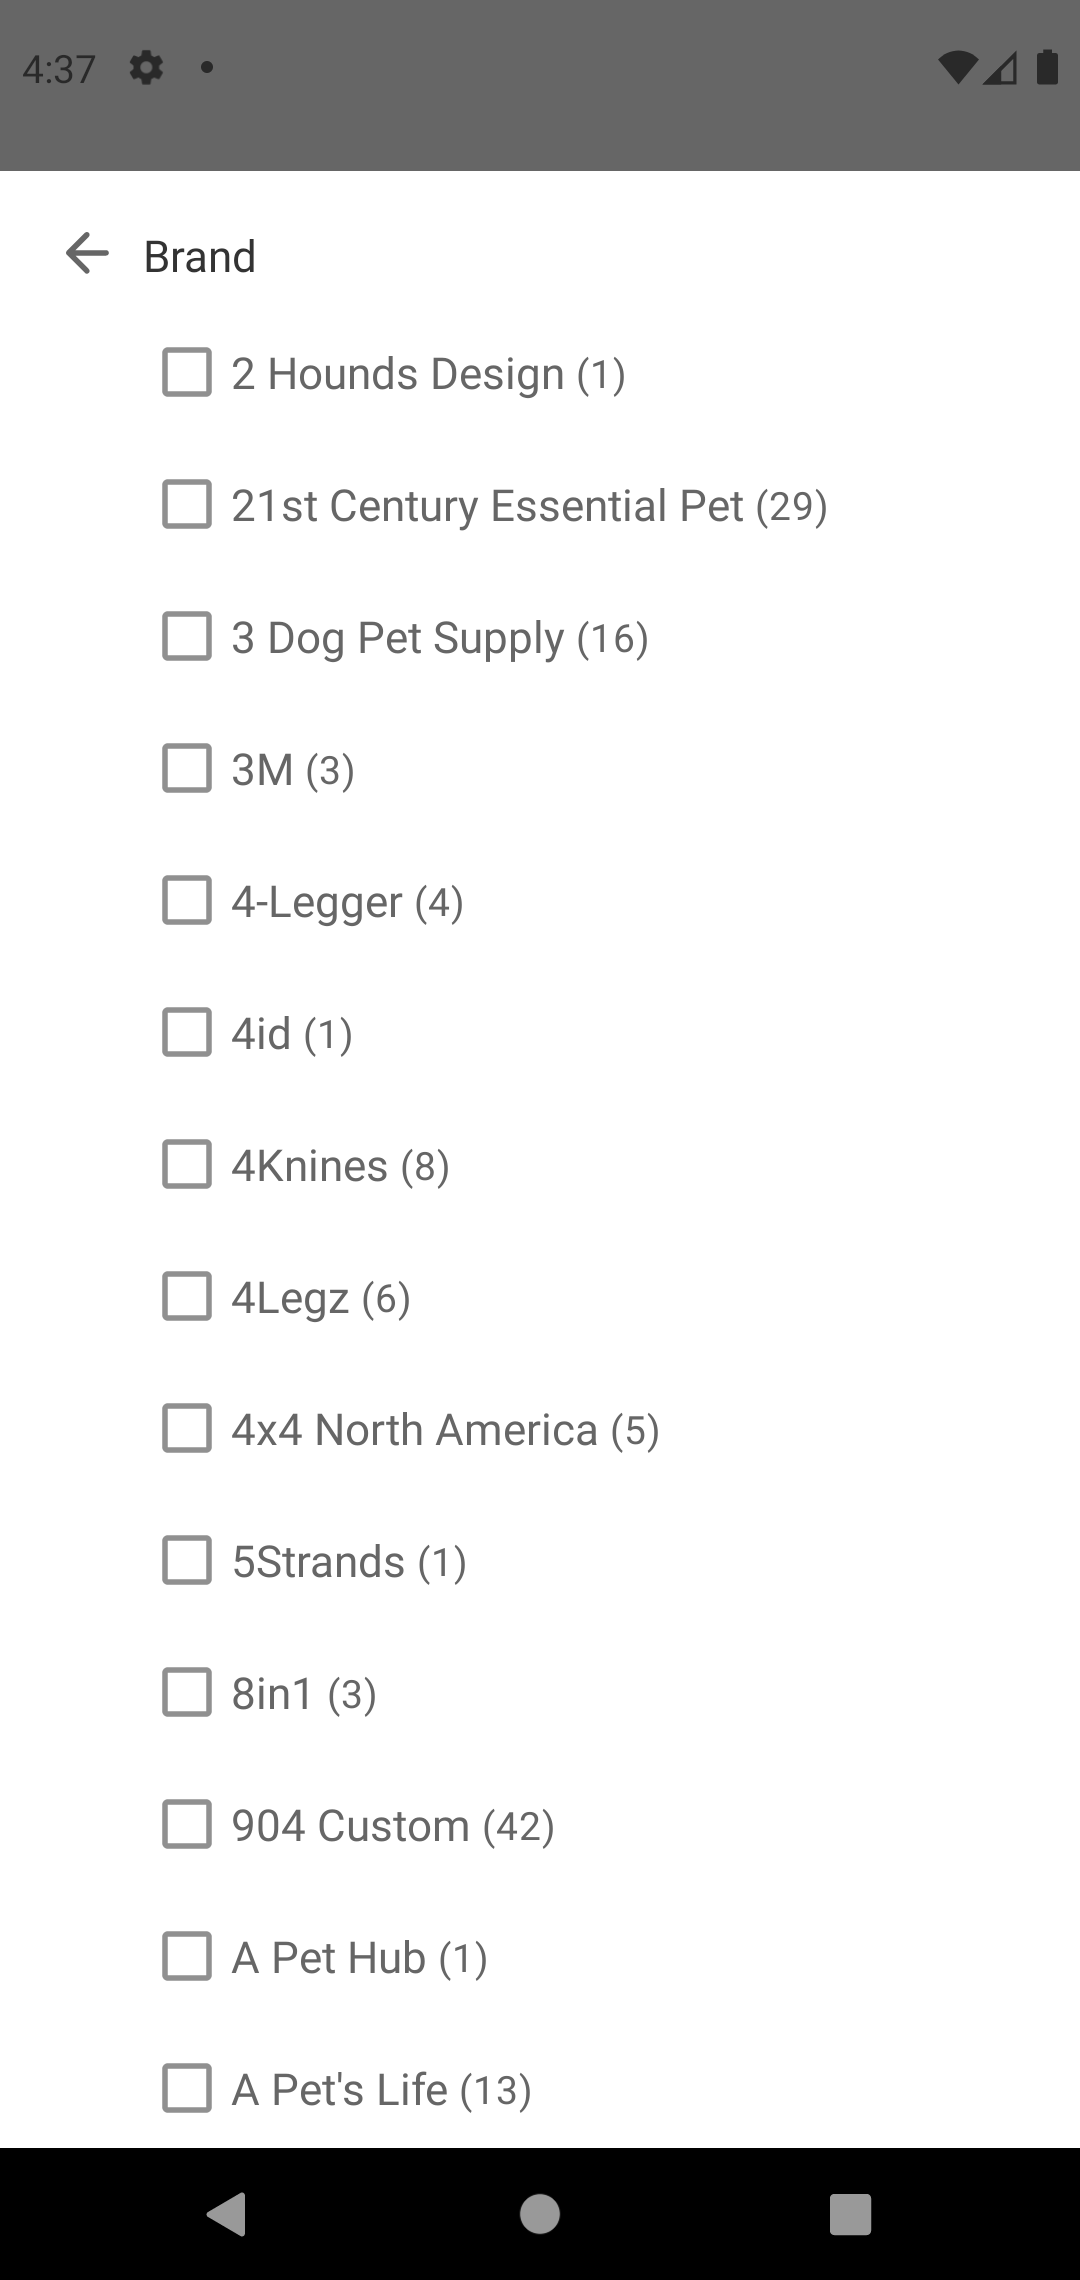 4:37
Brand
2 Hounds Design (1)
21st Century Essential Pet (29)
3 Dog Pet Supply (16)
3M (3)
4-Legger (4)
4id (1)
4Knines (8)
4Legz (6)
4x4 North America (5)
5Strands (1)
8in1 (3)
904 Custom (42)
A Pet Hub (1)
A Pet's Life (13)